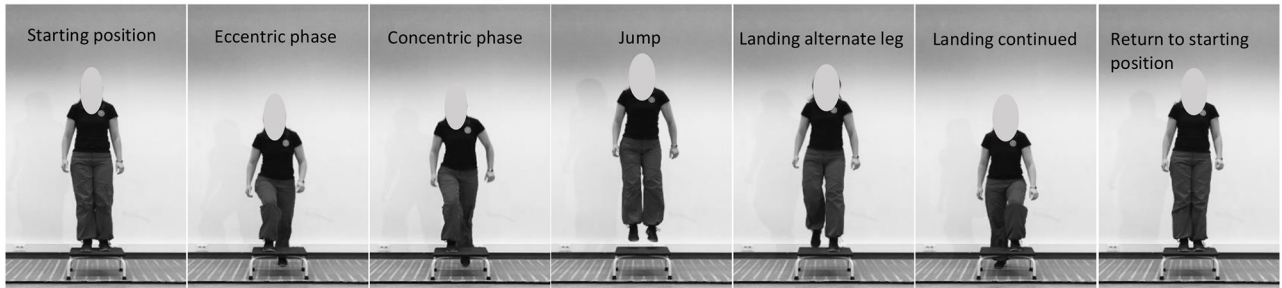 Starting position
Eccentric phase
Concentric phase
Jump
Landing alternate leg
Landing continued
Return to starting
position